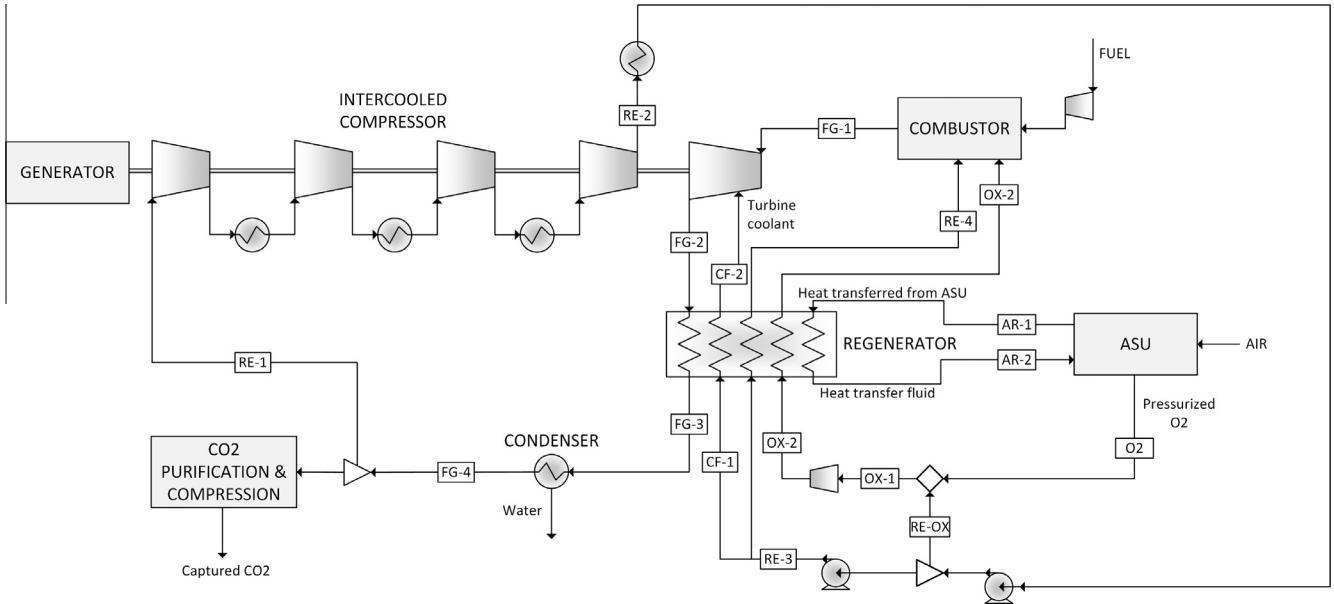 FUEL
INTERCOOLED
COMPRESSOR
RE-2
FG-1
COMBUSTOR
GENERATOR
Turbine
coolant
RE-4
OX-2
FG-2
CF-2
Heat transferred from ASU
AR-1
REGENERATOR
ASU
AIR
RE-1
AR-2
Heat transfer fluid
Pressurized
O2
FG-3
CO2
PURIFICATION &
COMPRESSION
CONDENSER
OX-2
O2
FG-4
CF-1
OX-1
Water
RE-OX
Captured CO2
RE-3